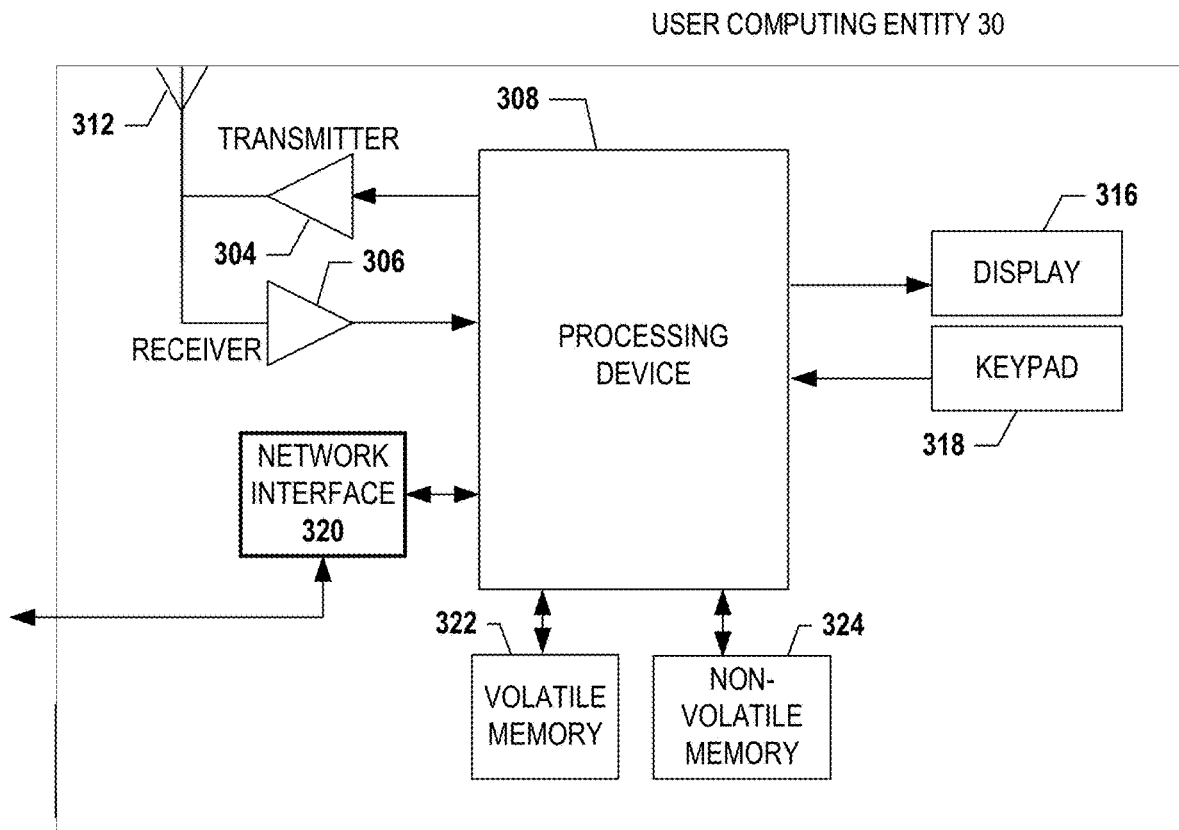 USER COMPUTING ENTITY 30
312
TRANSMITTER
304
306
RECEIVER
308
PROCESSING
DEVICE
316
DISPLAY
KEYPAD
318
NETWORK
INTERFACE
320
322
VOLATILE
MEMORY
324
NON-
VOLATILE
MEMORY